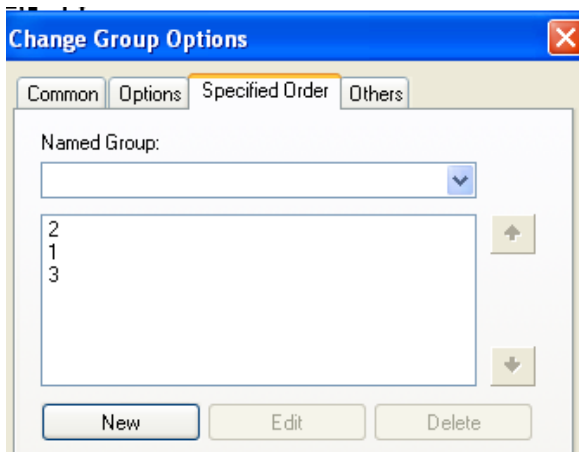 Change Group Options
Common Options Specified Order Others
Named Group:
2
1
3
New Edit Delete